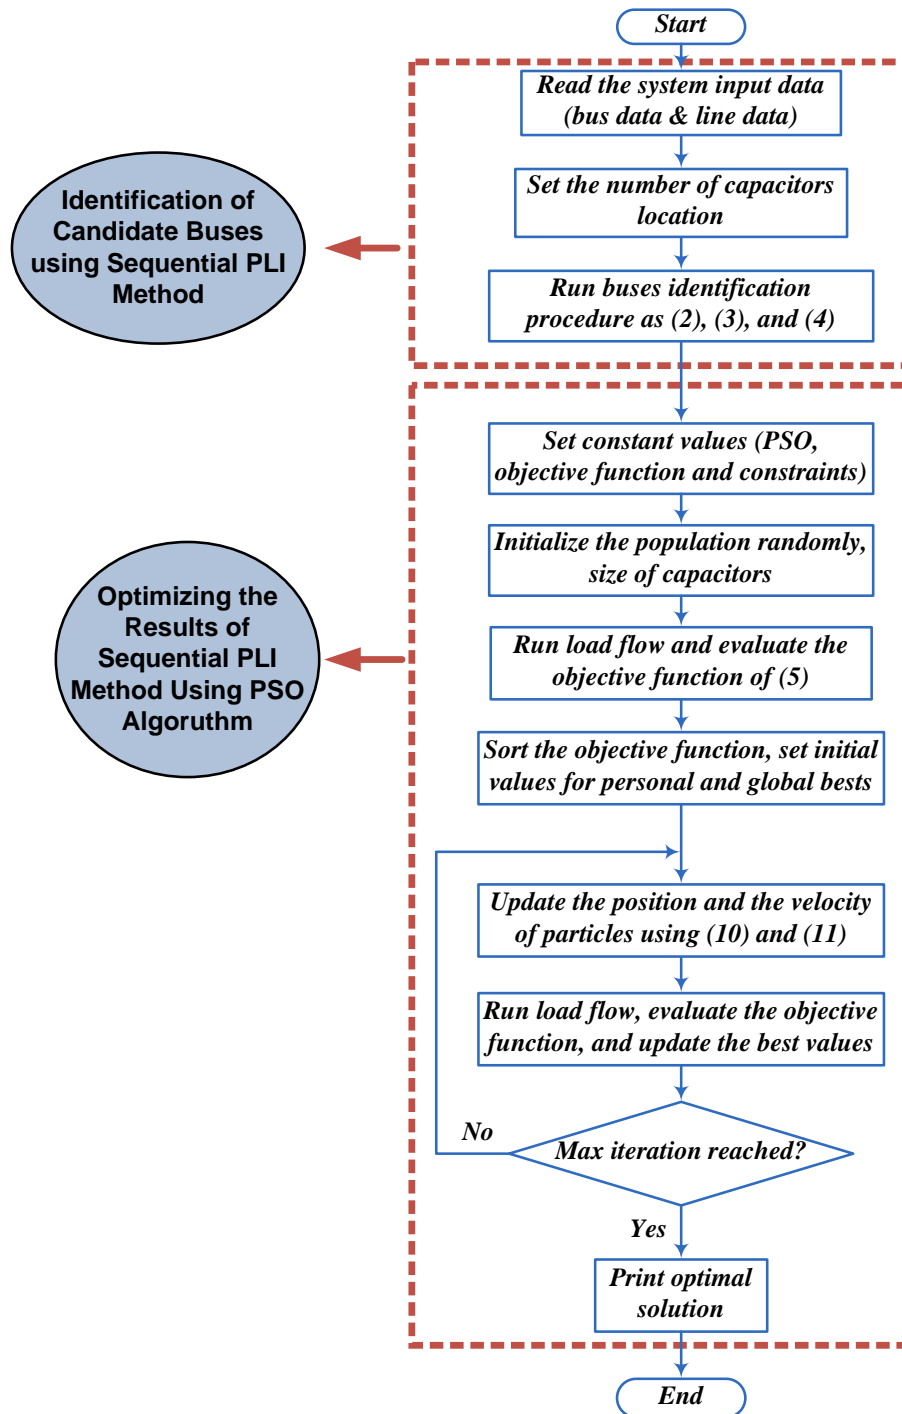 Start
Read the system input data
(bus data & line data)
Set the number of capacitors
location
Run buses identification
procedure as (2), (3), and (4)
Identification of
Candidate Buses
using Sequential PLI
Method
Set constant values (PSO,
objective function and constraints)
Initialize the population randomly,
size of capacitors
Run load flow and evaluate the
objective function of (5)
Sort the objective function, set initial
values for personal and global bests
Optimizing the
Results of
Sequential PLI
Method Using PSO
Algoruthm
Update the position and the velocity
of particles using (10) and (11)
Run load flow, evaluate the objective
function, and update the best values
No
Max iteration reached?
Yes
Print optimal
solution
End